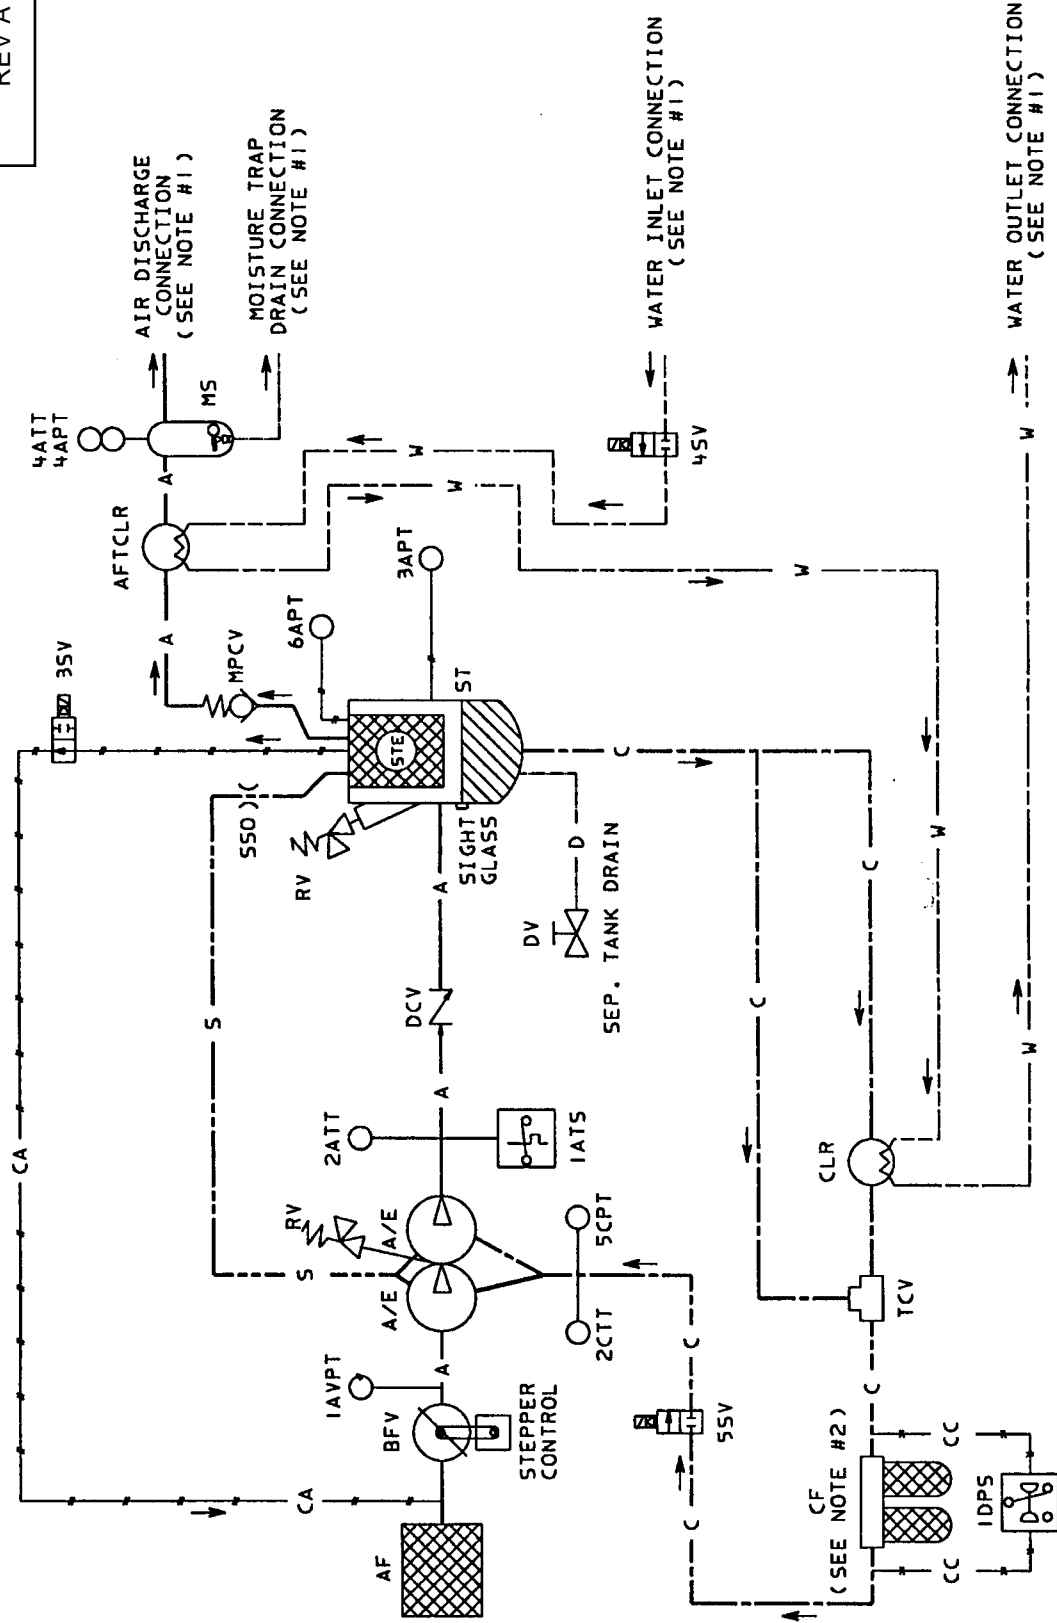 REV A
AIR DISCHARGE
CONNECTION
(SEE NOTE #1)
MOISTURE TRAP
DRAIN CONNECTION
(SEE NOTE #1)
WATER INLET CONNECTION
(SEE NOTE #1)
WATER OUTLET CONNECTION
(SEE NOTE #1)
4ATT
4APT
MS
A
AFTCLR
A
W
W
4SV
W
W
3APT
6APT
MPCV
3SV
ST
STE
SSO
RV
SIGHT
GLASS
A
C
D
DV
SEP. TANK DRAIN
C
C
W
W
S
DCV
A
CA
2ATT
1ATS
RV
A/E
A/E
S
5CPT
2CTT
CLR
TCV
C
C
1AVPT
A
BFV
STEPPER
CONTROL
5SV
C
CA
AF
CF
(SEE NOTE #2)
CC
CC
1DPS